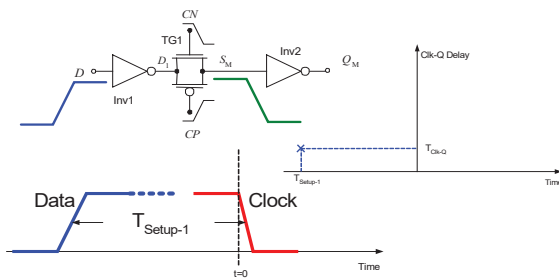 CN
TG1
D
D1
SM
Inv2
QM
Inv1
CP
Clk-Q Delay
TClk-Q
TSetup-1
Time
Data
Clock
TSetup-1
t=0
Time